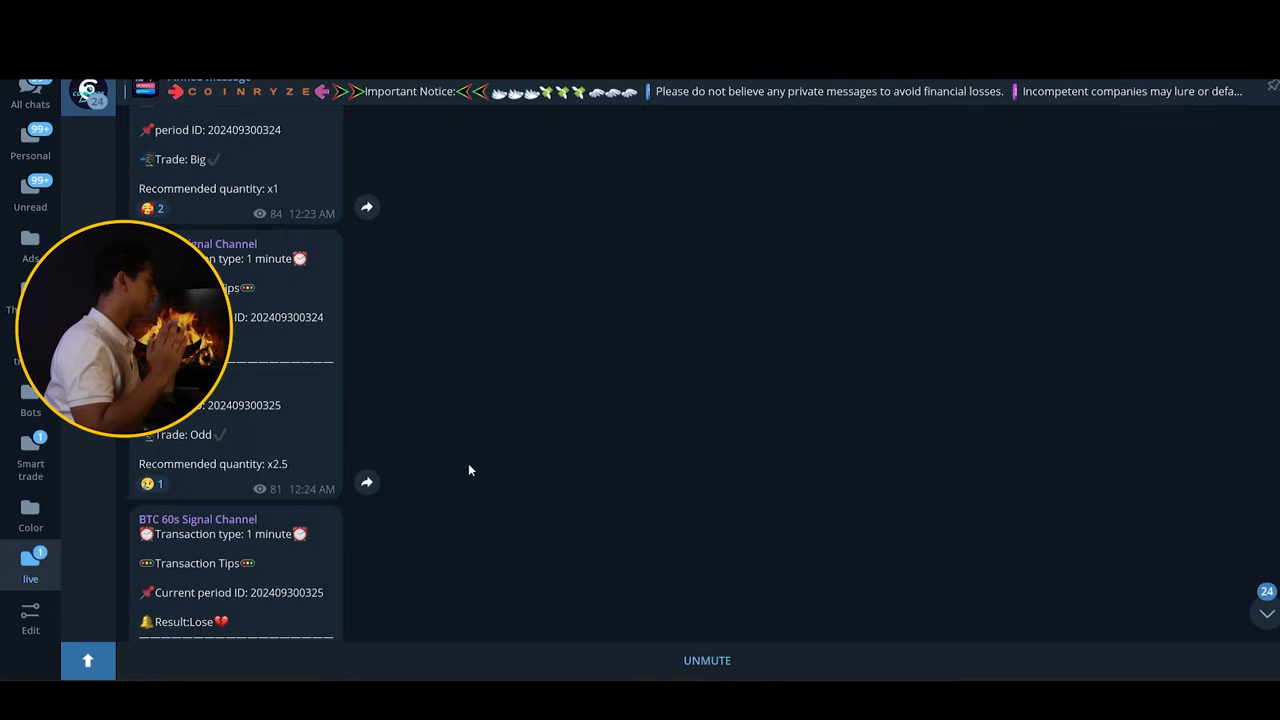 All chats
99+
Personal
99+
Unread
Ads
Bots
1
Smart
trade
Color
1
live
Edit
24
COINRYZE Important Notice: Please do not believe any private messages to avoid financial losses. Incompetent companies may lure or defa...
period ID: 202409300324
Trade: Big✓
Recommended quantity: x1
2
84 12:23 AM
gnal Channel
on type: 1 minute
ips
ID: 202409300324
——————————
: 202409300325
Trade: Odd✓
Recommended quantity: x2.5
1
81 12:24 AM
BTC 60s Signal Channel
Transaction type: 1 minute
Transaction Tips
Current period ID: 202409300325
Result:Lose
——————————————————
24
UNMUTE